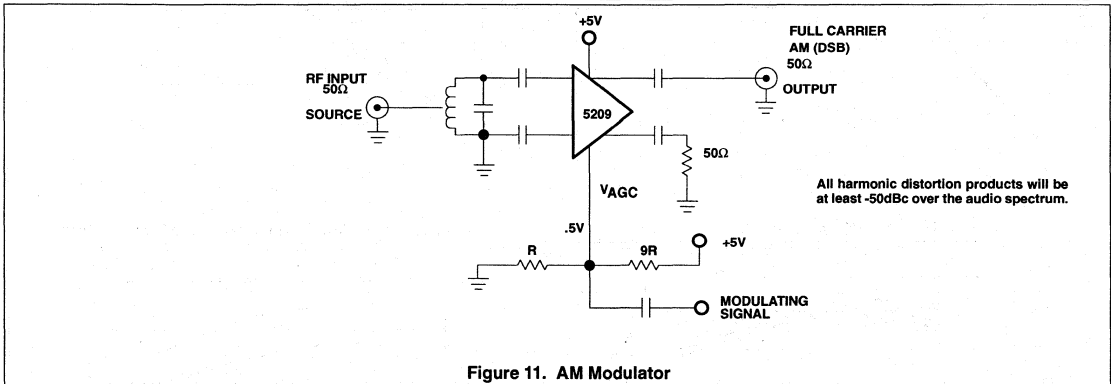 +5V
FULL CARRIER
AM (DSB)
50Ω
OUTPUT
RF INPUT
50Ω
SOURCE
5209
50Ω
VAGC
All harmonic distortion products will be
at least -50dBc over the audio spectrum.
.5V
R
9R
+5V
MODULATING
SIGNAL
Figure 11. AM Modulator